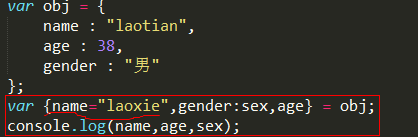 var obj = {
name : "laotian",
age : 38,
gender : "男"
};
var {name="laoxie",gender:sex,age} = obj;
console.log(name,age,sex);